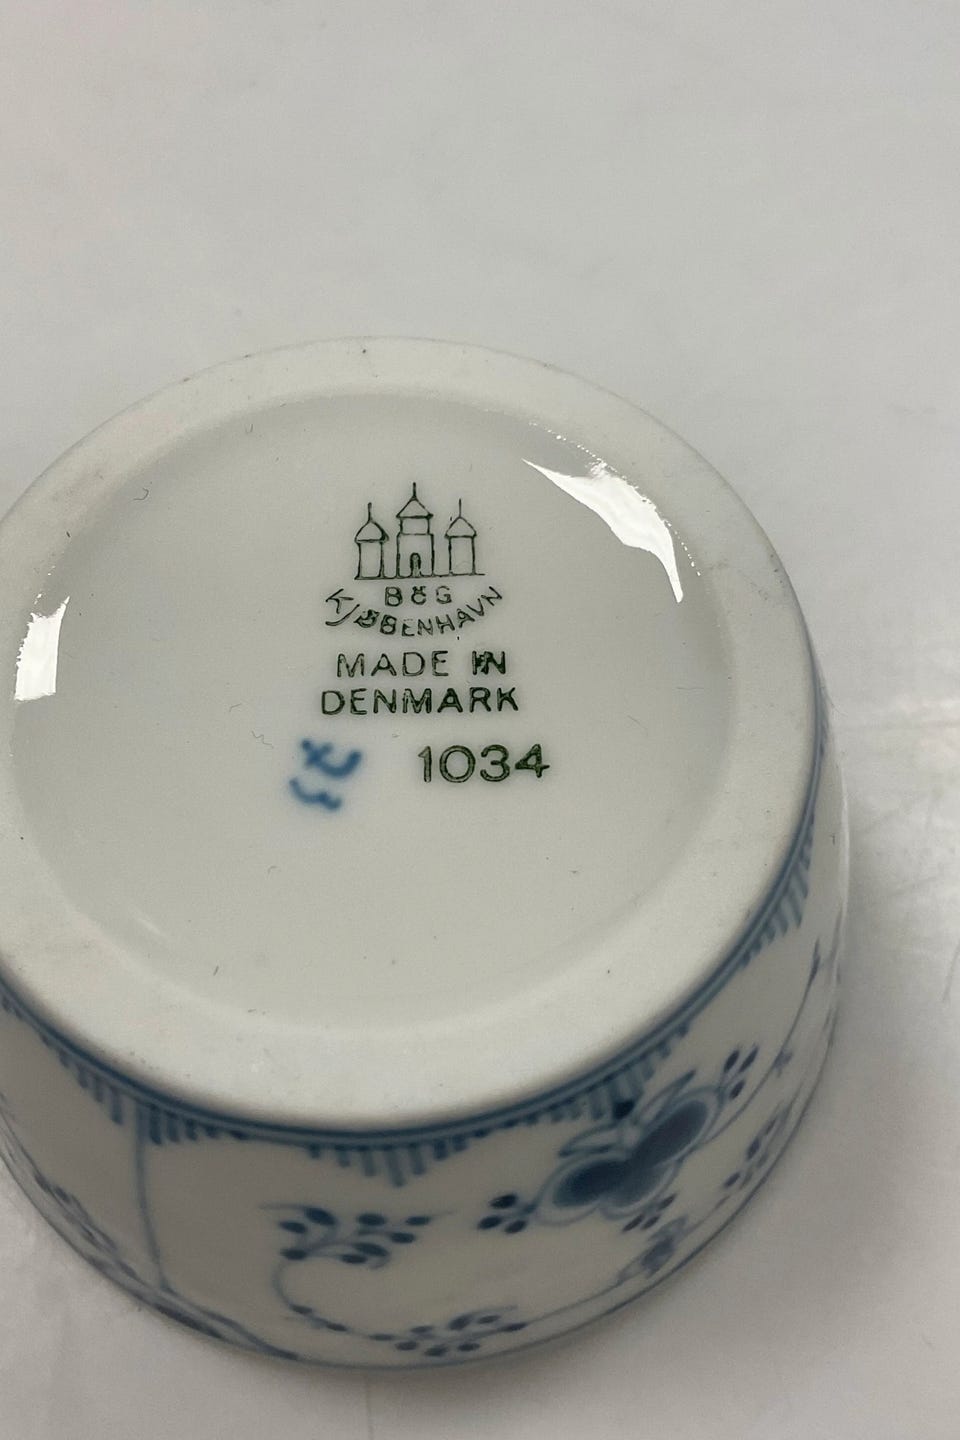 B&G
KJØBENHAVN
MADE IN
DENMARK
1034